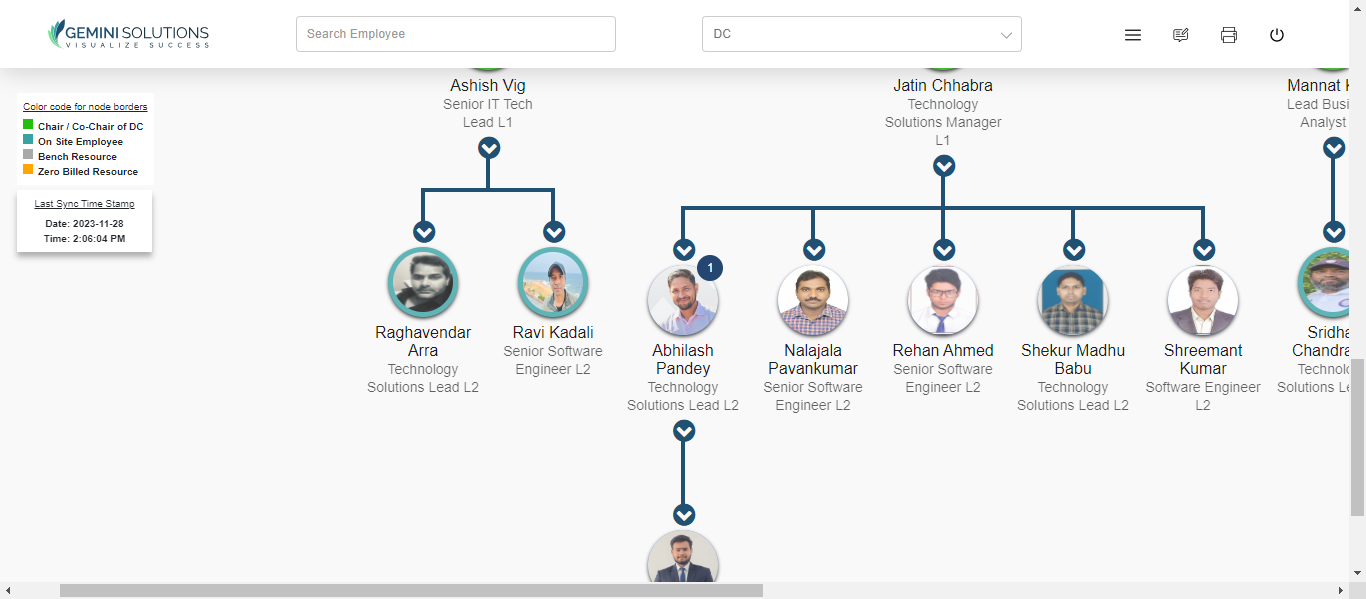 GEMINI SOLUTIONS
VISUALIZE SUCCESS
Search Employee
DC
Color code for node borders
Chair / Co-Chair of DC
On Site Employee
Bench Resource
Zero Billed Resource
Last Sync Time Stamp
Date: 2023-11-28
Time: 2:06:04 PM
Ashish Vig
Senior IT Tech
Lead L1
Jatin Chhabra
Technology
Solutions Manager
L1
Mannat
Lead Busi
Analyst
Raghavendar
Arra
Technology
Solutions Lead L2
Ravi Kadali
Senior Software
Engineer L2
1
Abhilash
Pandey
Technology
Solutions Lead L2
Nalajala
Pavankumar
Senior Software
Engineer L2
Rehan Ahmed
Senior Software
Engineer L2
Shekur Madhu
Babu
Technology
Solutions Lead L2
Shreemant
Kumar
Software Engineer
L2
Sridha
Chandra
Technol
Solutions Le